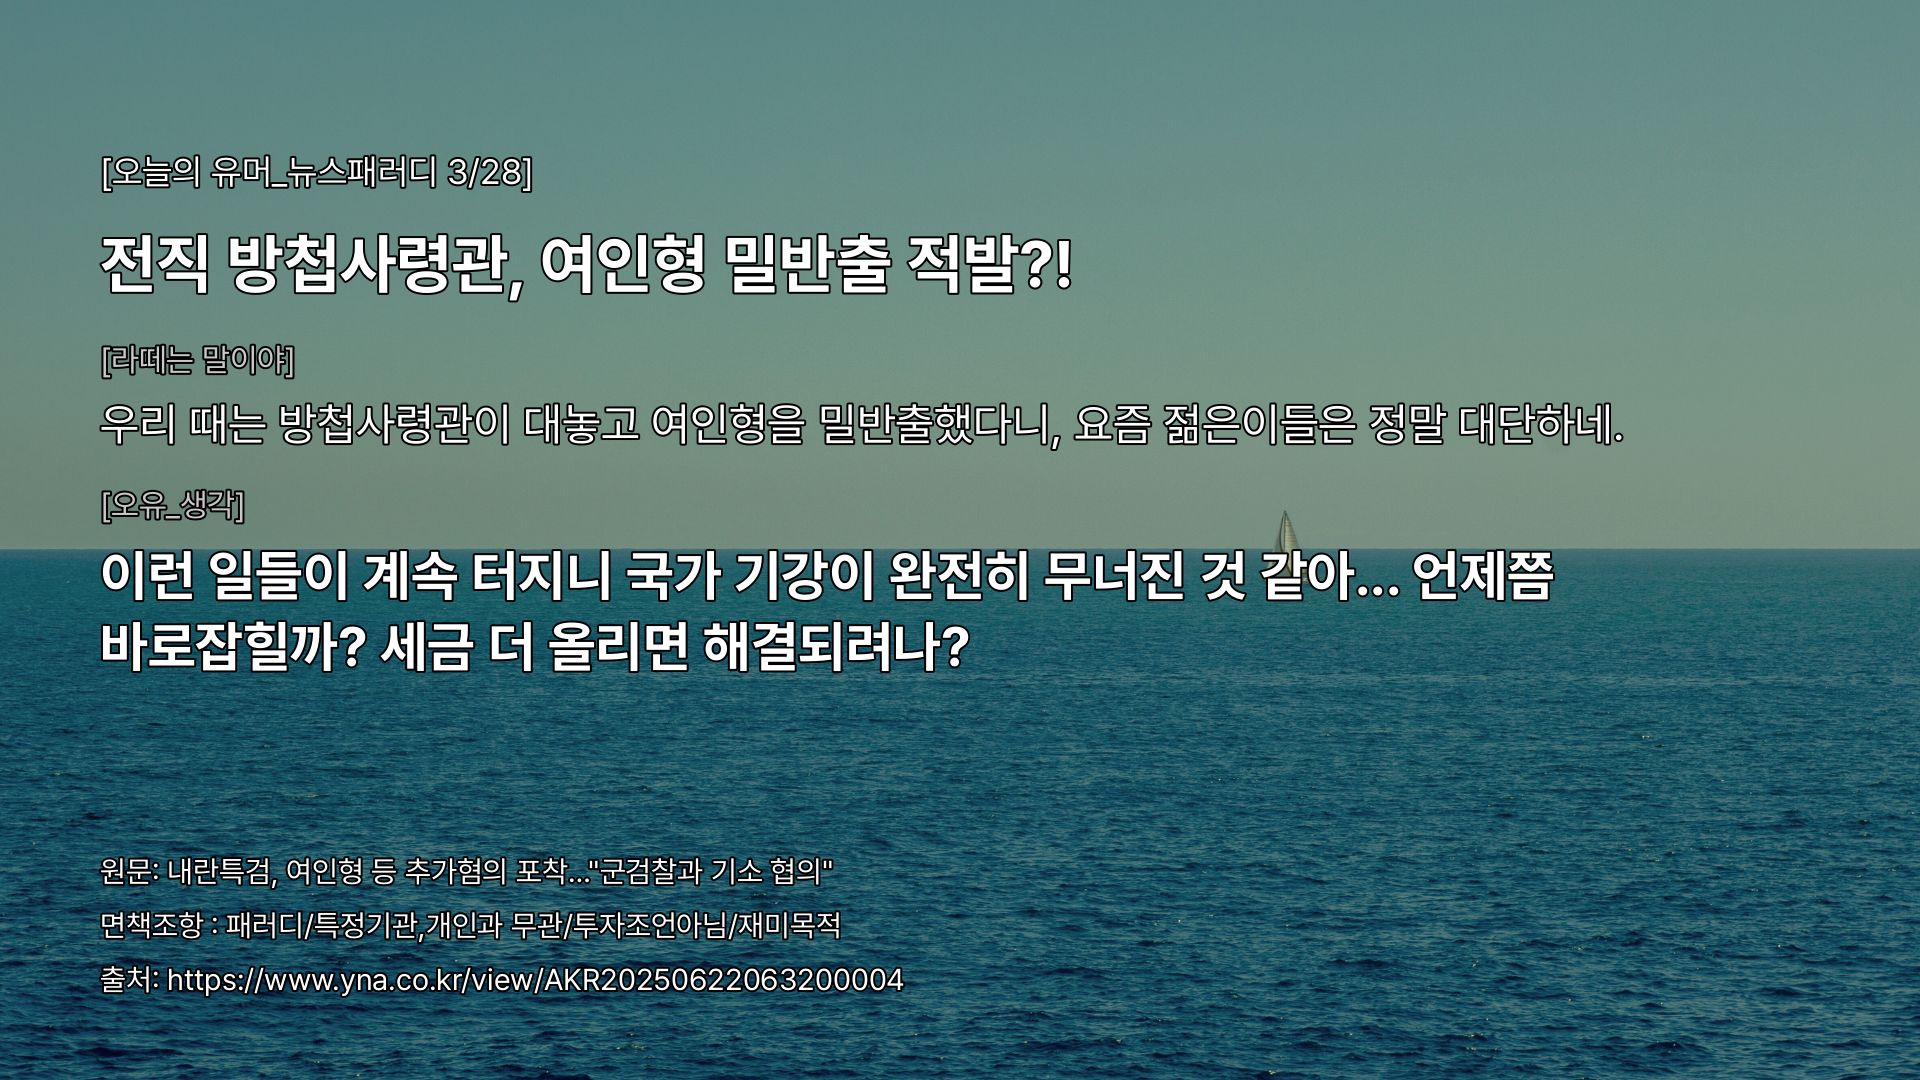 [오늘의 유머_뉴스패러디 3/28]
전직 방첩사령관, 여인형 밀반출 적발?!
[라떼는 말이야]
우리 때는 방첩사령관이 대놓고 여인형을 밀반출했다니, 요즘 젊은이들은 정말 대단하네.
[오유_생각]
이런 일들이 계속 터지니 국가 기강이 완전히 무너진 것 같아... 언제쯤
바로잡힐까? 세금 더 올리면 해결되려나?
원문: 내란특검, 여인형 등 추가혐의 포착..."군검찰과 기소 협의"
면책조항 : 패러디/특정기관,개인과 무관/투자조언아님/재미목적
출처: https://www.yna.co.kr/view/AKR20250622063200004